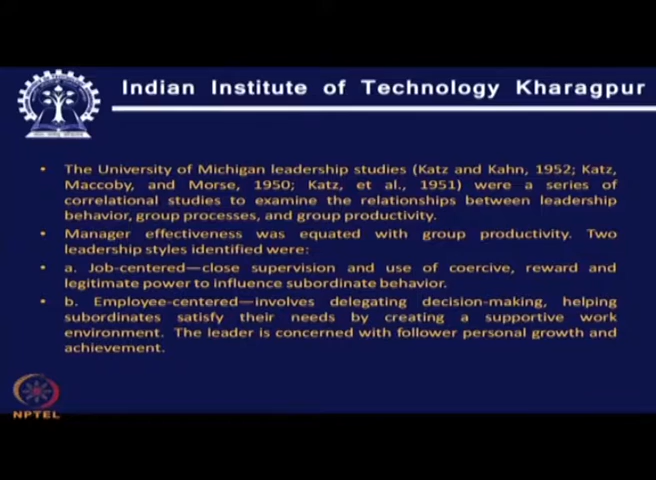 Indian Institute of Technology Kharagpur
• The University of Michigan leadership studies (Katz and Kahn, 1952; Katz,
Maccoby, and Morse, 1950; Katz, et al., 1951) were a series of
correlational studies to examine the relationships between leadership
behavior, group processes, and group productivity.
• Manager effectiveness was equated with group productivity. Two
leadership styles identified were:
• a. Job-centered—close supervision and use of coercive, reward and
legitimate power to influence subordinate behavior.
• b. Employee-centered—involves delegating decision-making, helping
subordinates satisfy their needs by creating a supportive work
environment. The leader is concerned with follower personal growth and
achievement.
NPTEL